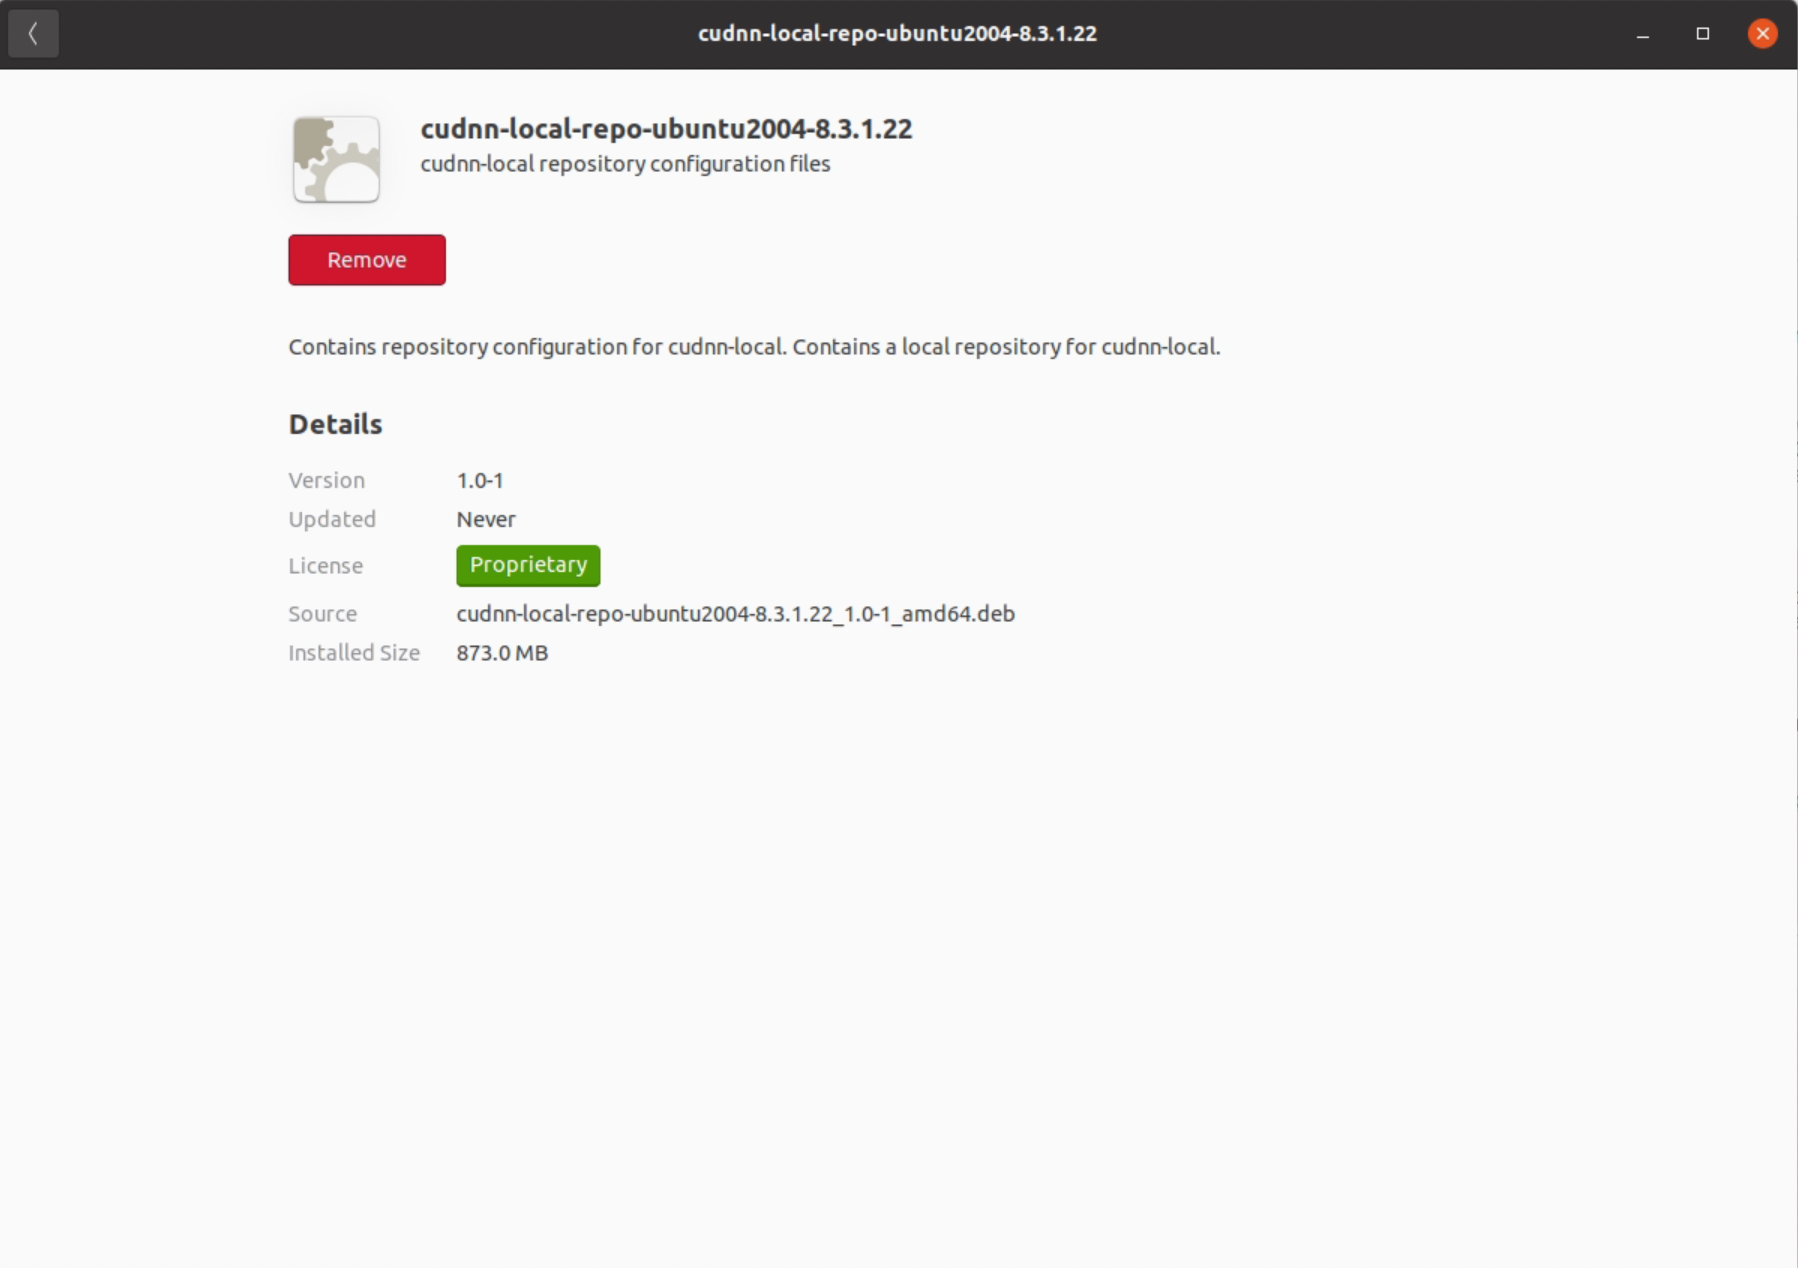 cudnn-local-repo-ubuntu2004-8.3.1.22
cudnn-local-repo-ubuntu2004-8.3.1.22
cudnn-local repository configuration files
Remove
Contains repository configuration for cudnn-local. Contains a local repository for cudnn-local.
Details
Version 1.0-1
Updated Never
License Proprietary
Source cudnn-local-repo-ubuntu2004-8.3.1.22_1.0-1_amd64.deb
Installed Size 873.0 MB